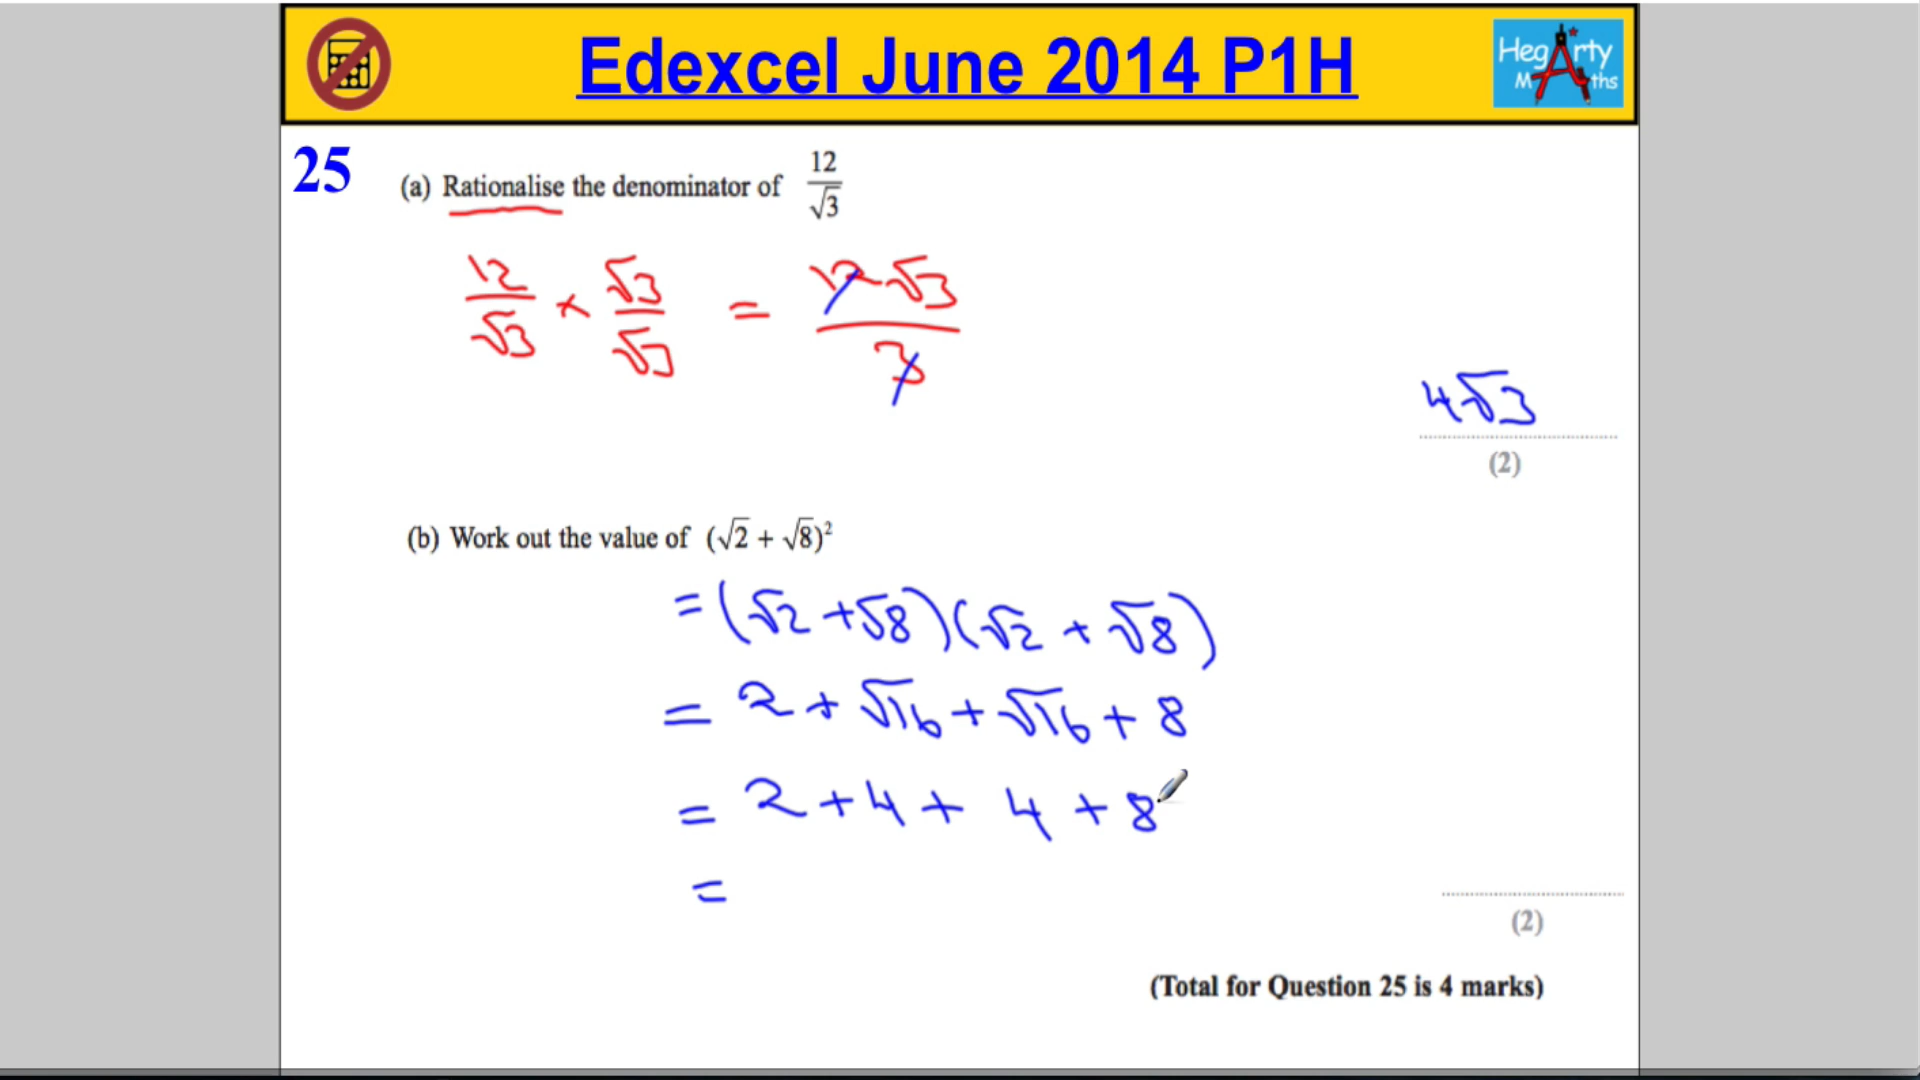 Edexcel June 2014 P1H
Hegarty
Maths
25
(a) Rationalise the denominator of 12/√3
12/√3 × √3/√3 = 12√3/3
4√3
(2)
(b) Work out the value of (√2 + √8)²
= (√2 + √8)(√2 + √8)
= 2 + √16 + √16 + 8
= 2 + 4 + 4 + 8
=
(2)
(Total for Question 25 is 4 marks)